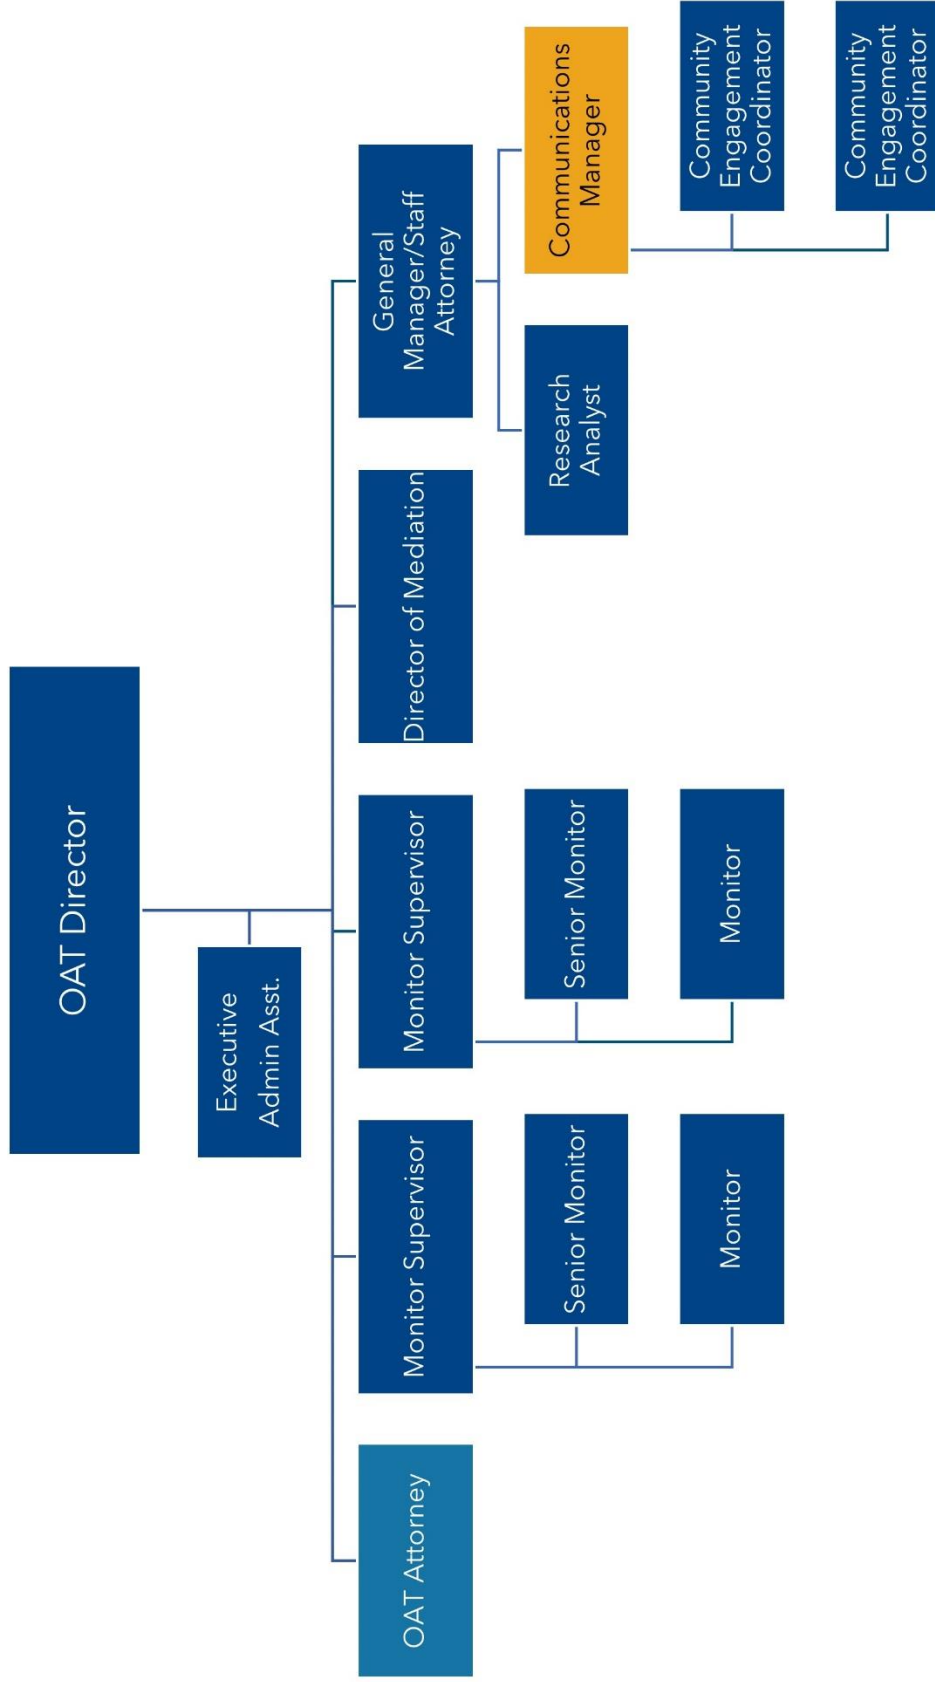 OAT Director
Executive
Admin Asst.
OAT Attorney
Monitor Supervisor
Monitor Supervisor
Director of Mediation
General
Manager/Staff
Attorney
Senior Monitor
Senior Monitor
Research
Analyst
Communications
Manager
Monitor
Monitor
Community
Engagement
Coordinator
Community
Engagement
Coordinator